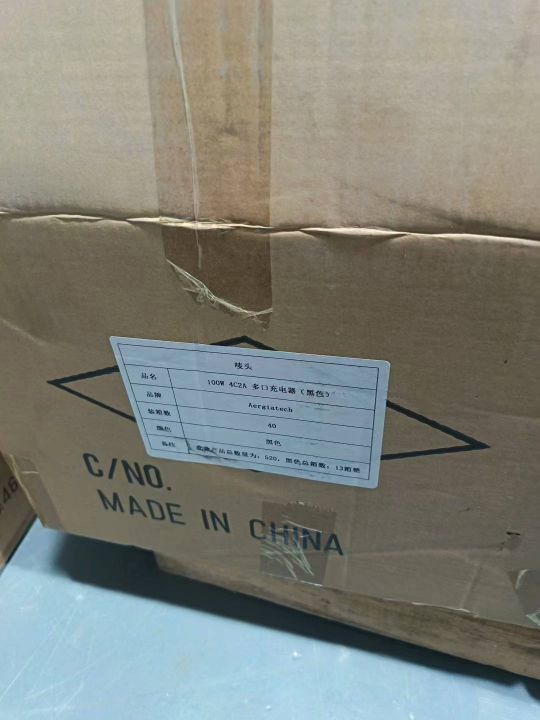 唛头
品名 100W 4C2A 多口充电器（黑色）
品牌 Aergiatech
装箱数 40
颜色 黑色
备注 产品总数量为：520，黑色总箱数：13箱
C/NO.
MADE IN CHINA